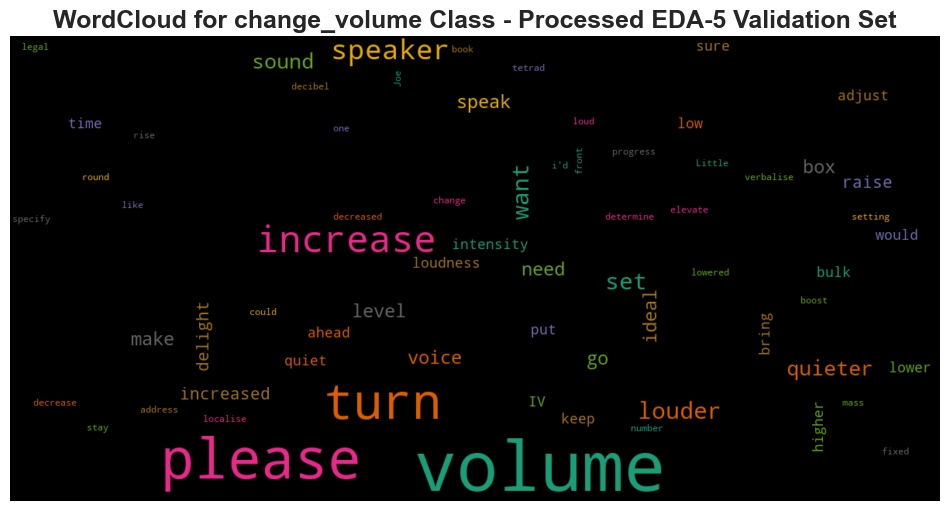 WordCloud for change_volume Class - Processed EDA-5 Validation Set
legal
speaker
book
sure
sound
tetrad
Joe
decibel
adjust
speak
time
one
loud
low
rise
progress
front
i'd
Little
box
round
verbalise
raise
want
like
change
specify
decreased
determine
elevate
setting
would
increase
intensity
loudness
need
set
lowered
bulk
boost
ideal
could
level
delight
make
ahead
put
bring
quiet
voice
go
quieter
lower
increased
decrease
address
turn
IV
louder
mass
localise
keep
higher
stay
number
please
volume
fixed